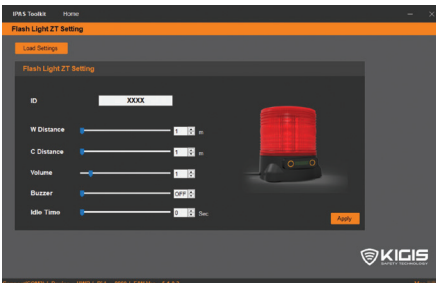 IPAS Toolkit Home
Flash Light ZT Setting
Load Settings
Flash Light ZT Setting
ID XXXX
W Distance 1 m
C Distance 1 m
Volume 1
Buzzer OFF
Idle Time 0 Sec
Apply
KIGIS
SAFETY TECHNOLOGY